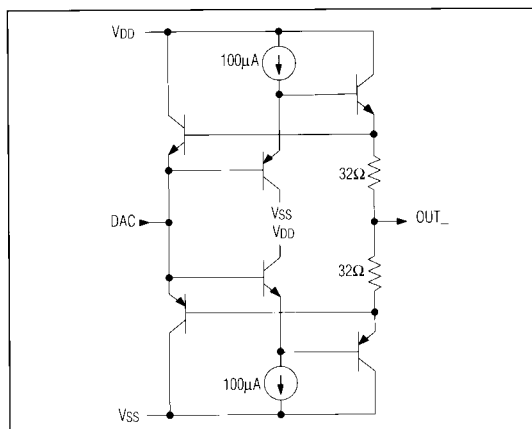 VDD
100μA
32Ω
VSS
DAC
OUT_
VDD
32Ω
100μA
VSS